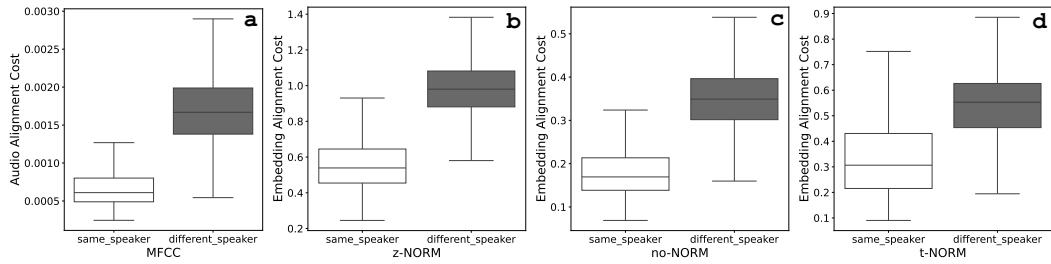 a
Audio Alignment Cost
0.0030
0.0025
0.0020
0.0015
0.0010
0.0005
same_speaker different_speaker
MFCC
b
Embedding Alignment Cost
1.4
1.2
1.0
0.8
0.6
0.4
0.2
same_speaker different_speaker
z-NORM
c
Embedding Alignment Cost
0.5
0.4
0.3
0.2
0.1
same_speaker different_speaker
no-NORM
d
Embedding Alignment Cost
0.9
0.8
0.7
0.6
0.5
0.4
0.3
0.2
0.1
same_speaker different_speaker
t-NORM